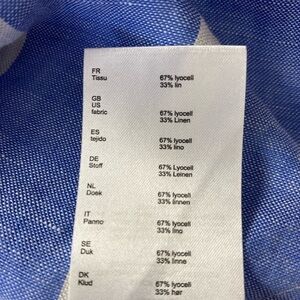 FR
Tissu 67% lyocell
33% lin
GB
US 67% lyocell
fabric 33% Linen
ES 67% lyocell
tejido 33% lino
DE 67% Lyocell
Stoff 33% Leinen
NL 67% lyocell
Doek 33% linnen
IT 67% lyocell
Panno 33% lino
SE 67% lyocell
Duk 33% linne
DK 67% lyocell
Klud 33% hør